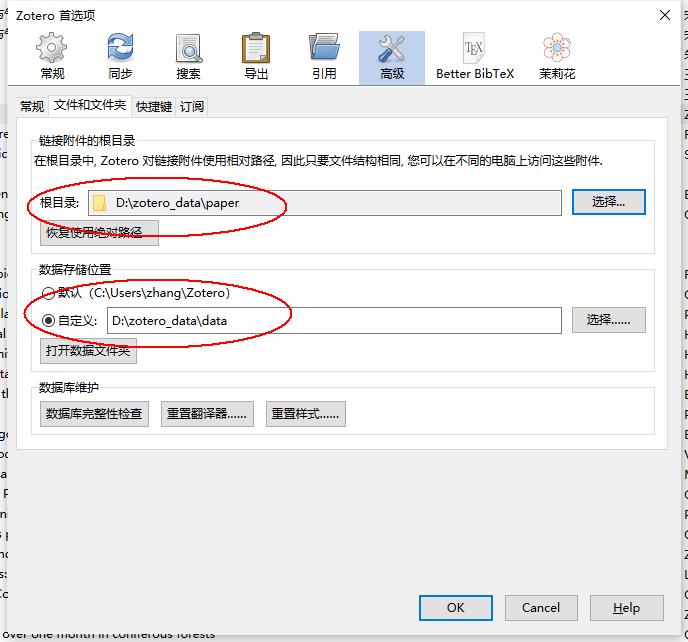 Zotero 首选项
常规 同步 搜索 导出 引用 高级 Better BibTeX 茉莉花
常规 文件和文件夹 快捷键 订阅
链接附件的根目录
在根目录中, Zotero 对链接附件使用相对路径, 因此只要文件结构相同, 您可以在不同的电脑上访问这些附件.
根目录: D:\zotero_data\paper 选择...
恢复使用绝对路径
数据存储位置
默认（C:\Users\zhang\Zotero）
自定义: D:\zotero_data\data 选择......
打开数据文件夹
数据库维护
数据库完整性检查 重置翻译器...... 重置样式......
OK Cancel Help
over one month in coniferous forests